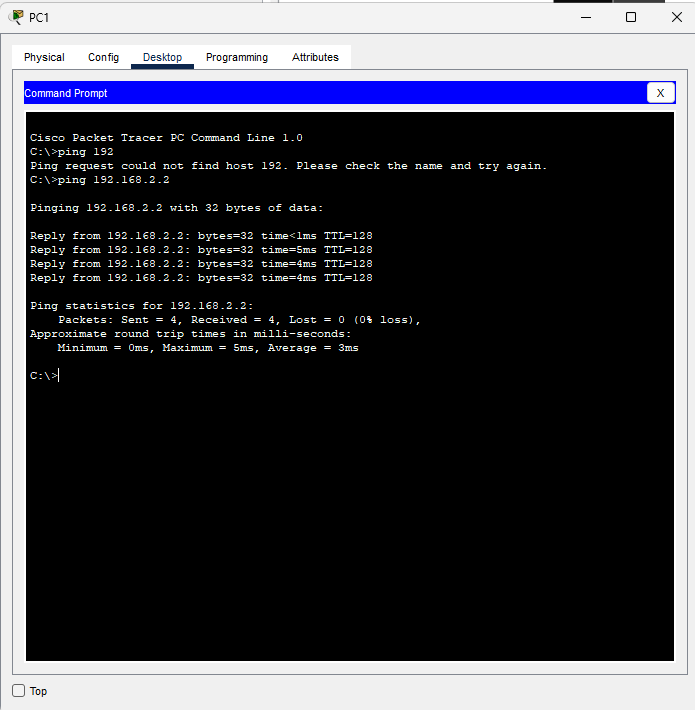 PC1
Physical Config Desktop Programming Attributes
Command Prompt
X
Cisco Packet Tracer PC Command Line 1.0
C:\>ping 192
Ping request could not find host 192. Please check the name and try again.
C:\>ping 192.168.2.2
Pinging 192.168.2.2 with 32 bytes of data:
Reply from 192.168.2.2: bytes=32 time<1ms TTL=128
Reply from 192.168.2.2: bytes=32 time=5ms TTL=128
Reply from 192.168.2.2: bytes=32 time=4ms TTL=128
Reply from 192.168.2.2: bytes=32 time=4ms TTL=128
Ping statistics for 192.168.2.2:
Packets: Sent = 4, Received = 4, Lost = 0 (0% loss),
Approximate round trip times in milli-seconds:
Minimum = 0ms, Maximum = 5ms, Average = 3ms
C:\>
Top